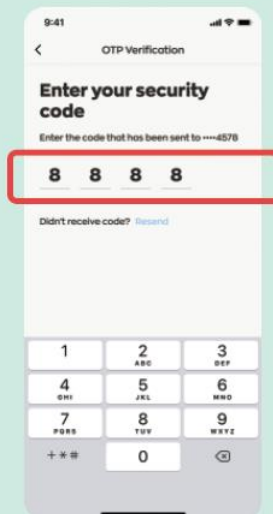 9:41
OTP Verification
Enter your security
code
Enter the code that has been sent to ••••4578
8 8 8 8
Didn't receive code? Resend
1 2 3
ABC DEF
4 5 6
GHI JKL MNO
7 8 9
PQRS TUV WXYZ
+*# 0